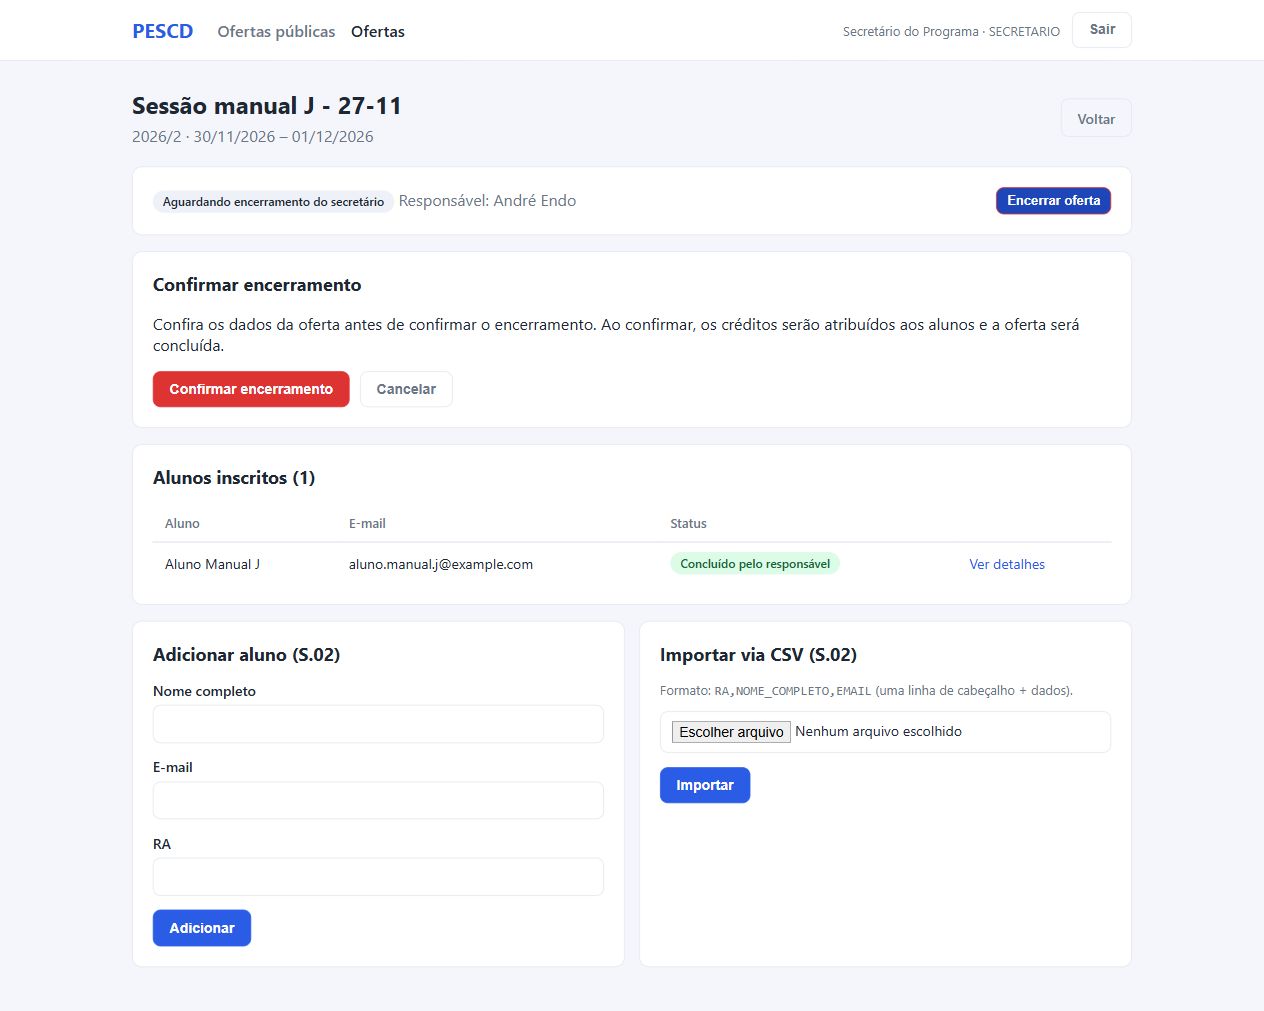 PESCD Ofertas públicas Ofertas Secretário do Programa · SECRETARIO Sair
Sessão manual J - 27-11
2026/2 · 30/11/2026 – 01/12/2026
Voltar
Aguardando encerramento do secretário Responsável: André Endo Encerrar oferta
Confirmar encerramento
Confira os dados da oferta antes de confirmar o encerramento. Ao confirmar, os créditos serão atribuídos aos alunos e a oferta será
concluída.
Confirmar encerramento Cancelar
Alunos inscritos (1)
Aluno E-mail Status
Aluno Manual J aluno.manual.j@example.com Concluído pelo responsável Ver detalhes
Adicionar aluno (S.02)
Nome completo
E-mail
RA
Adicionar
Importar via CSV (S.02)
Formato: RA,NOME_COMPLETO,EMAIL (uma linha de cabeçalho + dados).
Escolher arquivo Nenhum arquivo escolhido
Importar